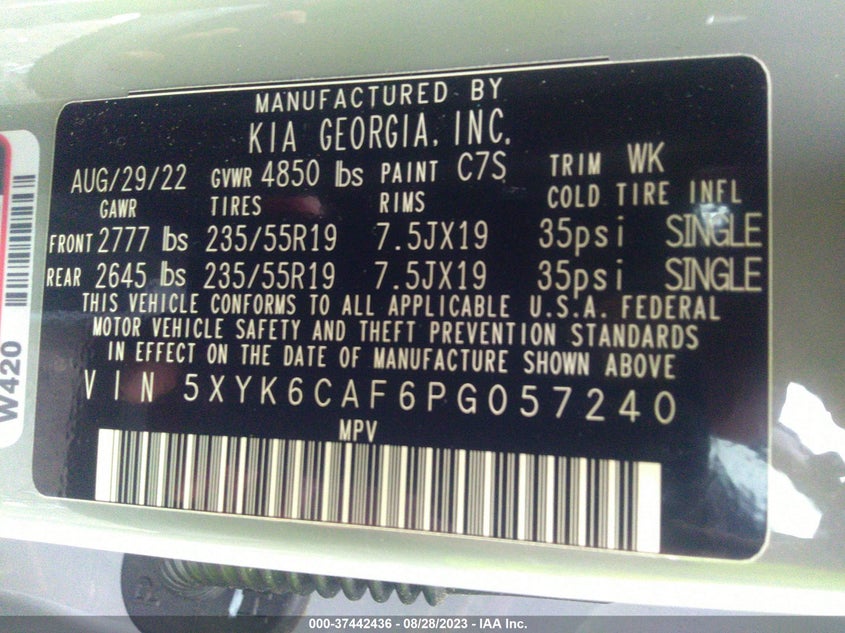 MANUFACTURED BY
KIA GEORGIA, INC.
AUG/29/22 GVWR 4850 lbs PAINT C7S TRIM WK
GAWR TIRES RIMS COLD TIRE INFL
FRONT 2777 lbs 235/55R19 7.5JX19 35psi SINGLE
REAR 2645 lbs 235/55R19 7.5JX19 35psi SINGLE
THIS VEHICLE CONFORMS TO ALL APPLICABLE U.S.A. FEDERAL
MOTOR VEHICLE SAFETY AND THEFT PREVENTION STANDARDS
IN EFFECT ON THE DATE OF MANUFACTURE SHOWN ABOVE
VIN 5XYK6CAF6PG057240
MPV
W420
000-37442436 - 08/28/2023 - IAA Inc.